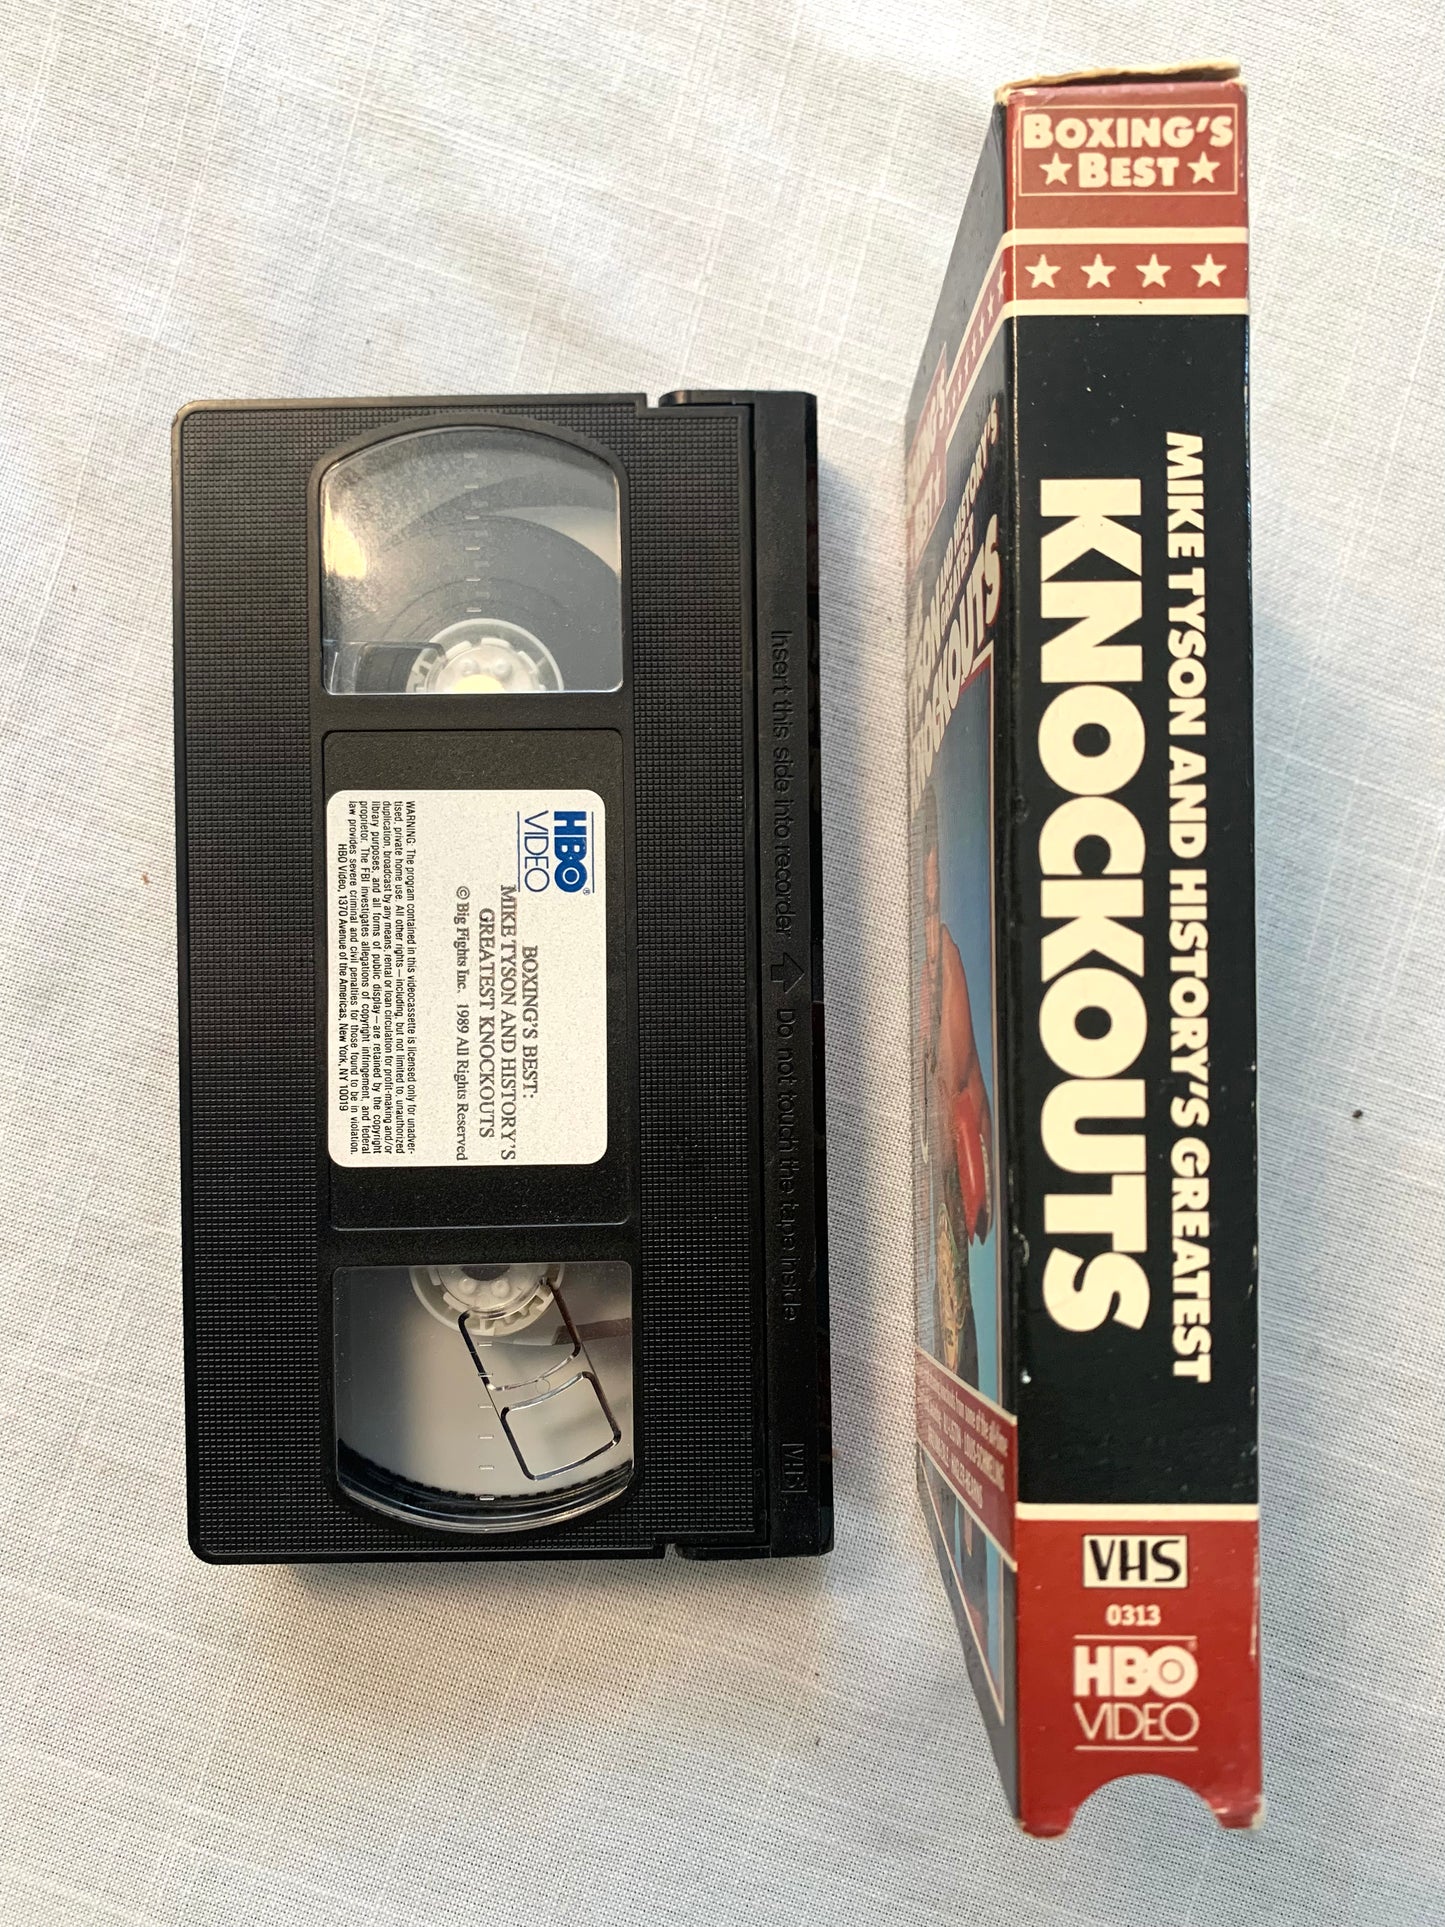 HBO®
VIDEO
BOXING'S BEST:
MIKE TYSON AND HISTORY'S
GREATEST KNOCKOUTS
© Big Fights Inc. 1989 All Rights Reserved
WARNING: The program contained in this videocassette is licensed only for unadver-
tised, private home use. All other rights—including, but not limited to, unauthorized
duplication, broadcast by any means, rental or loan circulation for profit-making and/or
library purposes, and all forms of public display—are retained by the copyright
proprietor. The FBI investigates allegations of copyright infringement, and federal
law provides severe criminal and civil penalties for those found to be in violation.
HBO Video, 1370 Avenue of the Americas, New York, NY 10019
Insert this side into recorder Do not touch the tape inside
VHS
AND HISTORY'S
GREATEST
KNOCKOUTS
BOXING'S
★ BEST ★
MIKE TYSON AND HISTORY'S GREATEST
KNOCKOUTS
VHS
0313
HBO®
VIDEO